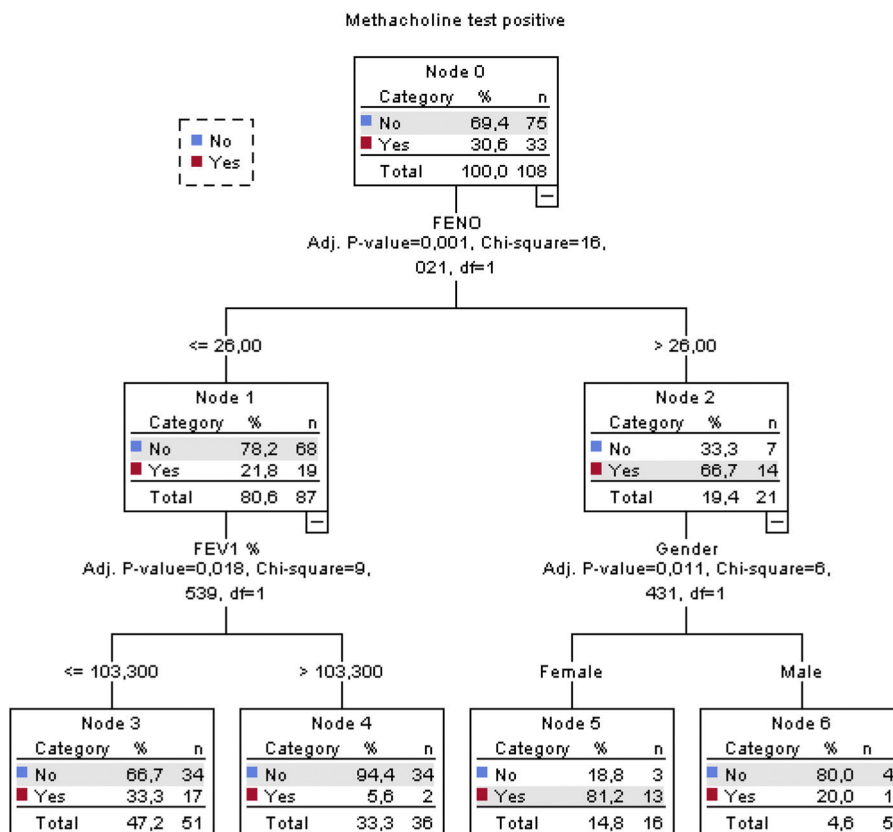 Methacholine test positive
Node 0
Category % n
No 69,4 75
Yes 30,6 33
Total 100,0 108
No
Yes
FENO
Adj. P-value=0,001, Chi-square=16,
021, df=1
<= 26,00
> 26,00
Node 1
Category % n
No 78,2 68
Yes 21,8 19
Total 80,6 87
Node 2
Category % n
No 33,3 7
Yes 66,7 14
Total 19,4 21
FEV1 %
Adj. P-value=0,018, Chi-square=9,
539, df=1
Gender
Adj. P-value=0,011, Chi-square=6,
431, df=1
<= 103,300
> 103,300
Female
Male
Node 3
Category % n
No 66,7 34
Yes 33,3 17
Total 47,2 51
Node 4
Category % n
No 94,4 34
Yes 5,6 2
Total 33,3 36
Node 5
Category % n
No 18,8 3
Yes 81,2 13
Total 14,8 16
Node 6
Category % n
No 80,0 4
Yes 20,0 1
Total 4,6 5